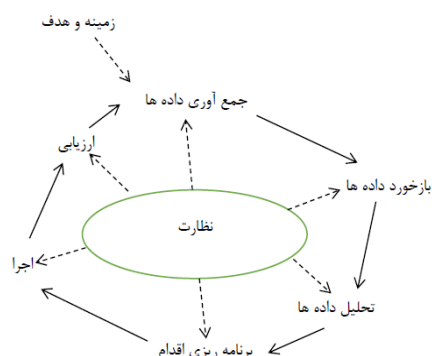 زمینه و هدف
جمع آوری داده ها
ارزیابی
بازخورد داده ها
نظارت
اجرا
تحلیل داده ها
برنامه ریزی اقدام